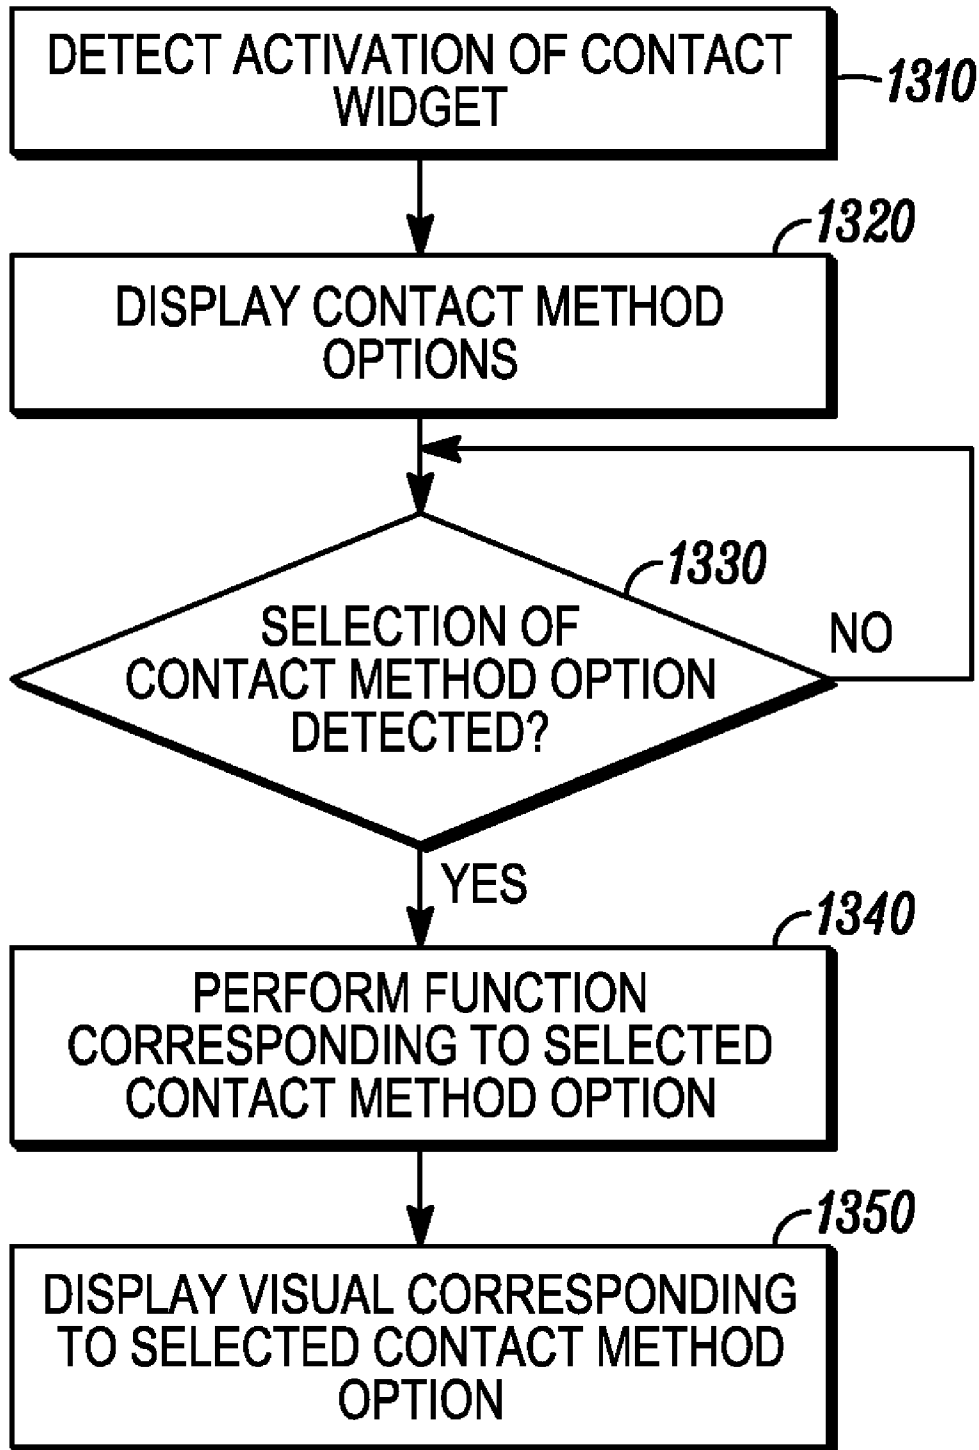 DETECT ACTIVATION OF CONTACT
WIDGET
1310
1320
DISPLAY CONTACT METHOD
OPTIONS
1330
SELECTION OF
CONTACT METHOD OPTION
DETECTED?
NO
YES
1340
PERFORM FUNCTION
CORRESPONDING TO SELECTED
CONTACT METHOD OPTION
1350
DISPLAY VISUAL CORRESPONDING
TO SELECTED CONTACT METHOD
OPTION